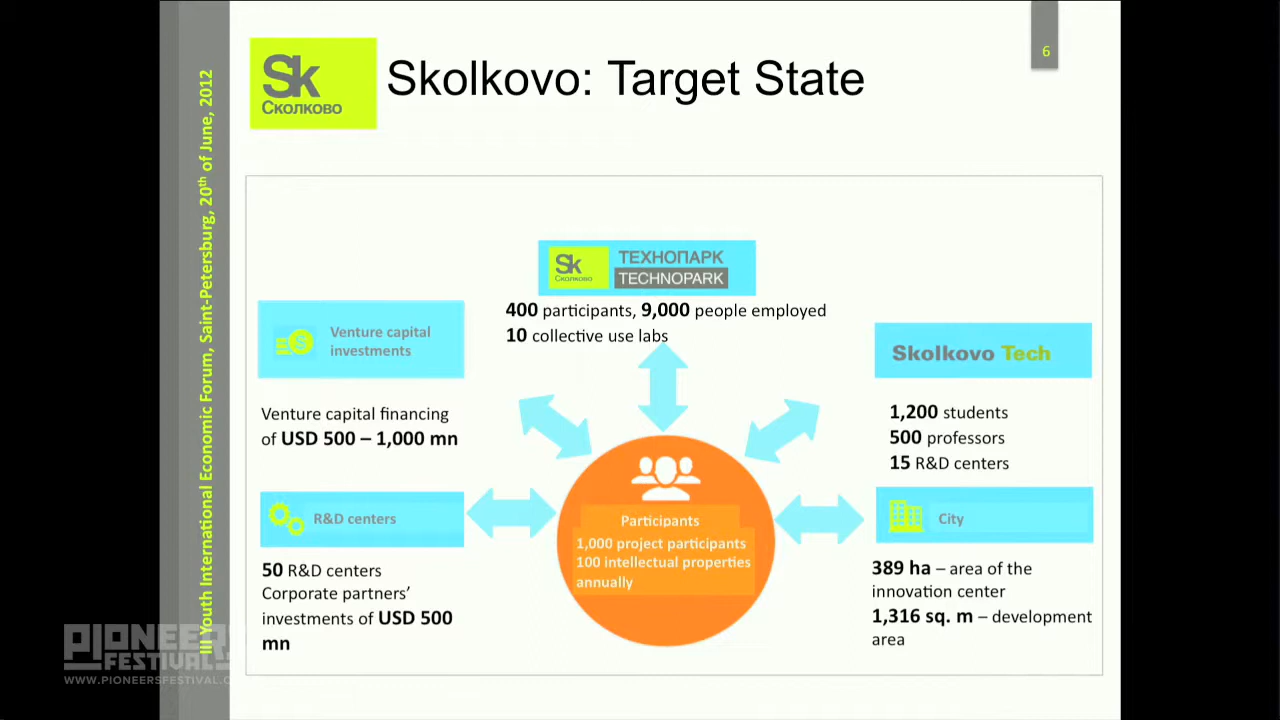 6
Sk
Сколково
Skolkovo: Target State
III Youth International Economic Forum, Saint-Petersburg, 20th of June, 2012
Sk
Сколково
ТЕХНОПАРК
TECHNOPARK
400 participants, 9,000 people employed
10 collective use labs
Venture capital
investments
Venture capital financing
of USD 500 – 1,000 mn
Skolkovo Tech
1,200 students
500 professors
15 R&D centers
R&D centers
50 R&D centers
Corporate partners’
investments of USD 500
mn
Participants
1,000 project participants
100 intellectual properties
annually
City
389 ha – area of the
innovation center
1,316 sq. m – development
area
PIONEERS
FESTIVAL
WWW.PIONEERSFESTIVAL.C